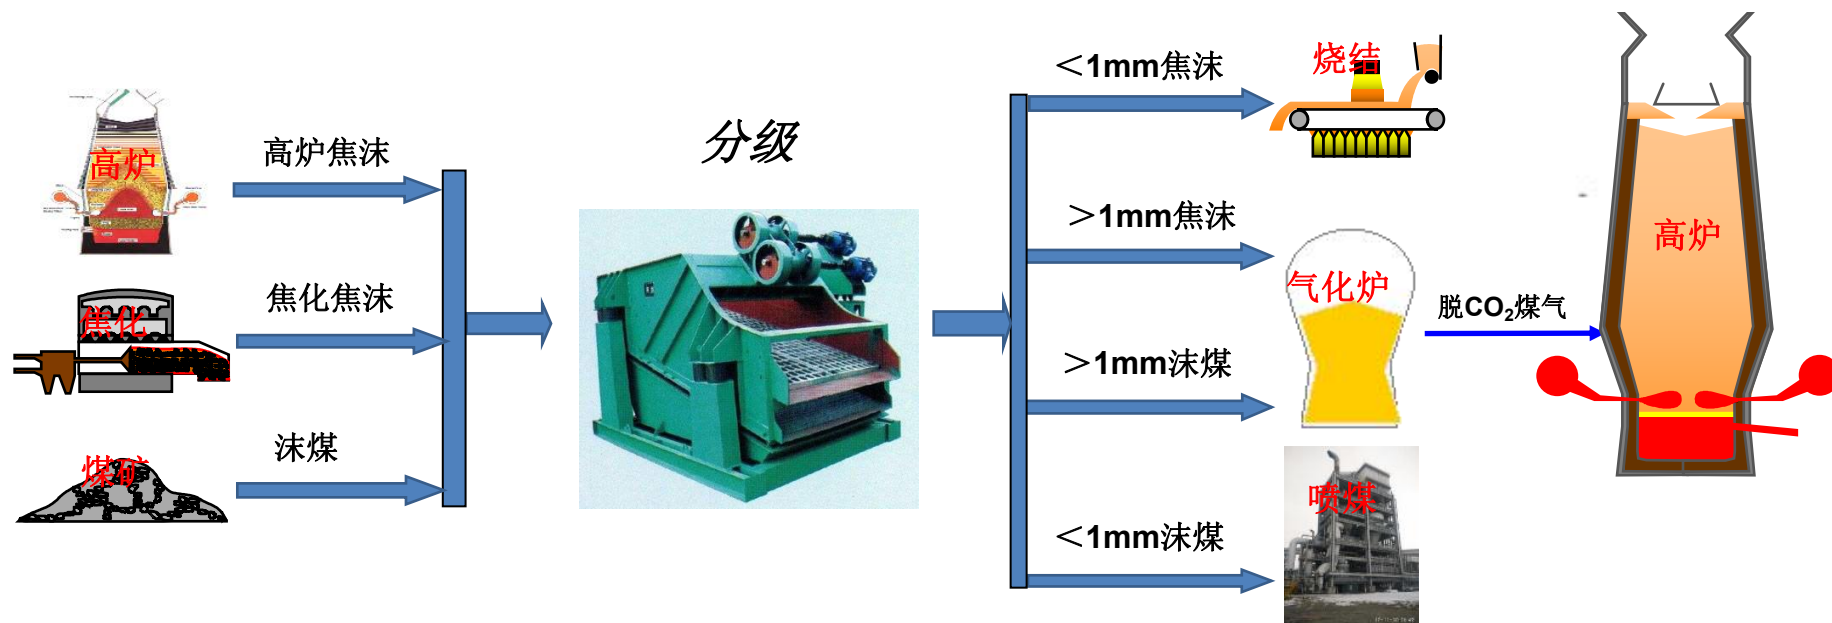 高炉
高炉焦沫
焦化
焦化焦沫
煤矿
沫煤
分级
＜1mm焦沫
烧结
＞1mm焦沫
气化炉
＞1mm沫煤
＜1mm沫煤
喷煤
脱CO₂煤气
高炉